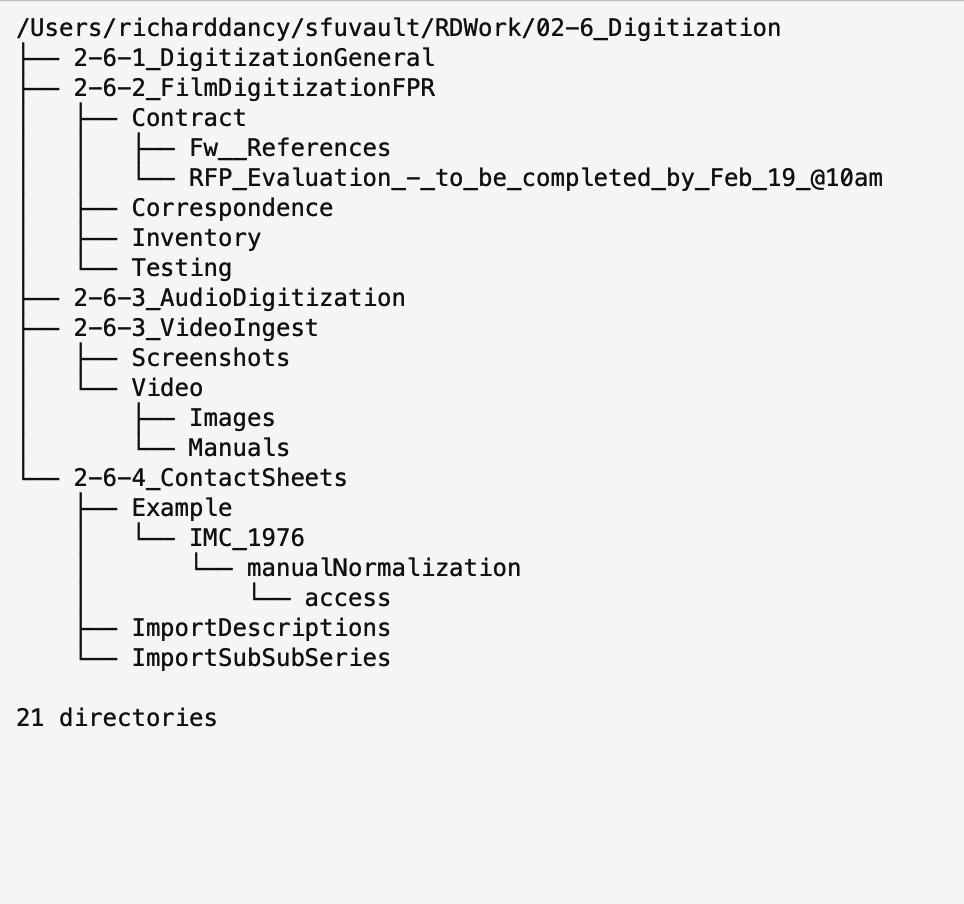 /Users/richarddancy/sfuvault/RDWork/02-6_Digitization
├── 2-6-1_DigitizationGeneral
├── 2-6-2_FilmDigitizationFPR
│   ├── Contract
│   │   ├── Fw__References
│   │   └── RFP_Evaluation_-_to_be_completed_by_Feb_19_@10am
│   ├── Correspondence
│   ├── Inventory
│   └── Testing
├── 2-6-3_AudioDigitization
├── 2-6-3_VideoIngest
│   ├── Screenshots
│   └── Video
│       ├── Images
│       └── Manuals
└── 2-6-4_ContactSheets
    ├── Example
    │   └── IMC_1976
    │       └── manualNormalization
    │           └── access
    ├── ImportDescriptions
    └── ImportSubSubSeries

21 directories